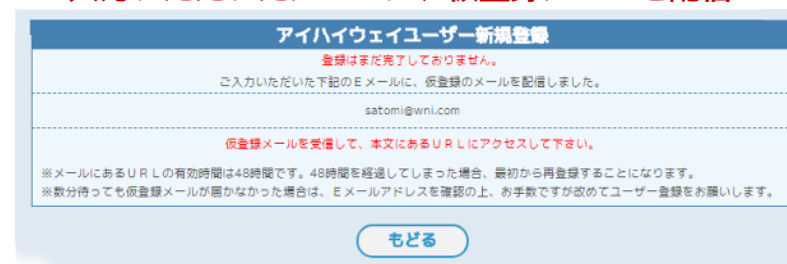 アイハイウェイユーザー新規登録
登録はまだ完了しておりません。
ご入力いただいた下記のＥメールに、仮登録のメールを配信しました。
satomi@wni.com
仮登録メールを受信して、本文にあるＵＲＬにアクセスして下さい。
※メールにあるＵＲＬの有効時間は48時間です。48時間を経過してしまった場合、最初から再登録することになります。
※数分待っても仮登録メールが届かなかった場合は、Ｅメールアドレスを確認の上、お手数ですが改めてユーザー登録をお願いします。
もどる